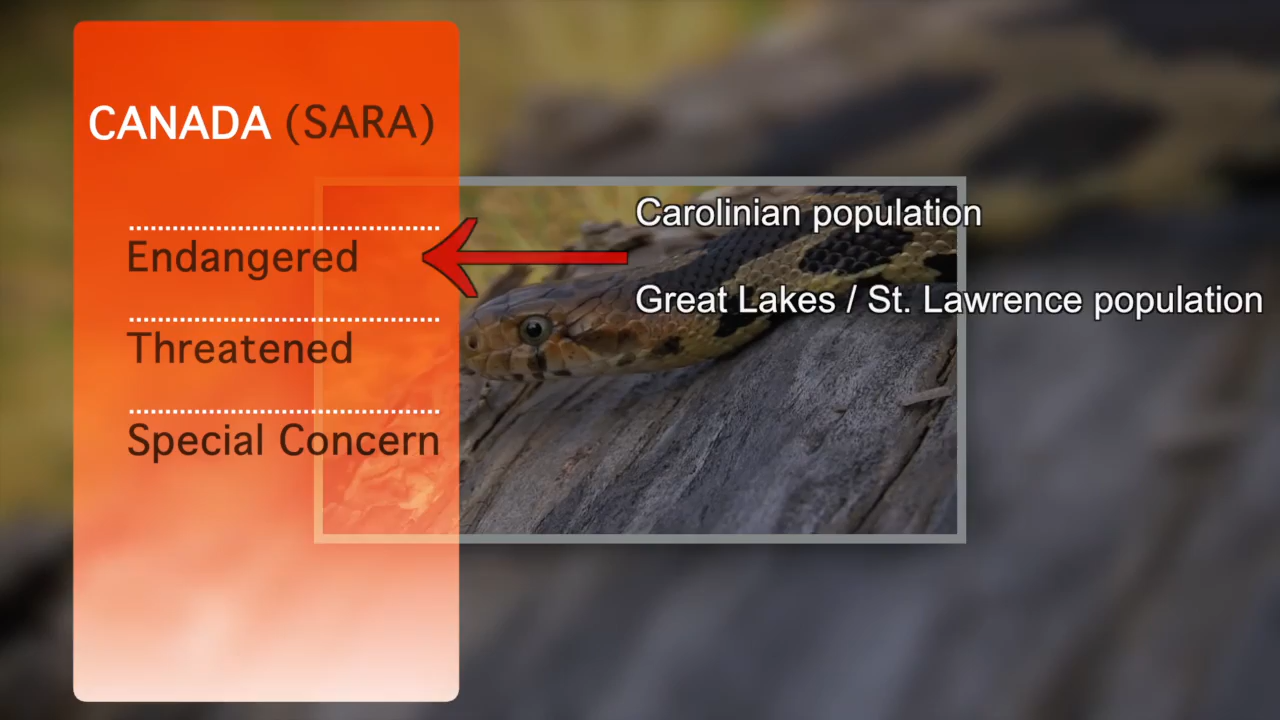 CANADA (SARA)
Endangered
Threatened
Special Concern
Carolinian population
Great Lakes / St. Lawrence population